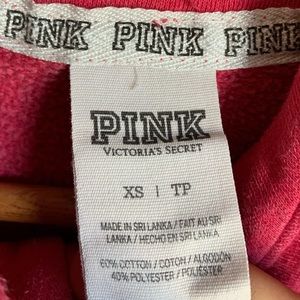 PINK PINK PINK
PINK
VICTORIA'S SECRET
XS | TP
MADE IN SRI LANKA / FAIT AU SRI
LANKA / HECHO EN SRI LANKA
60% COTTON / COTON / ALGODÓN
40% POLYESTER / POLIÉSTER